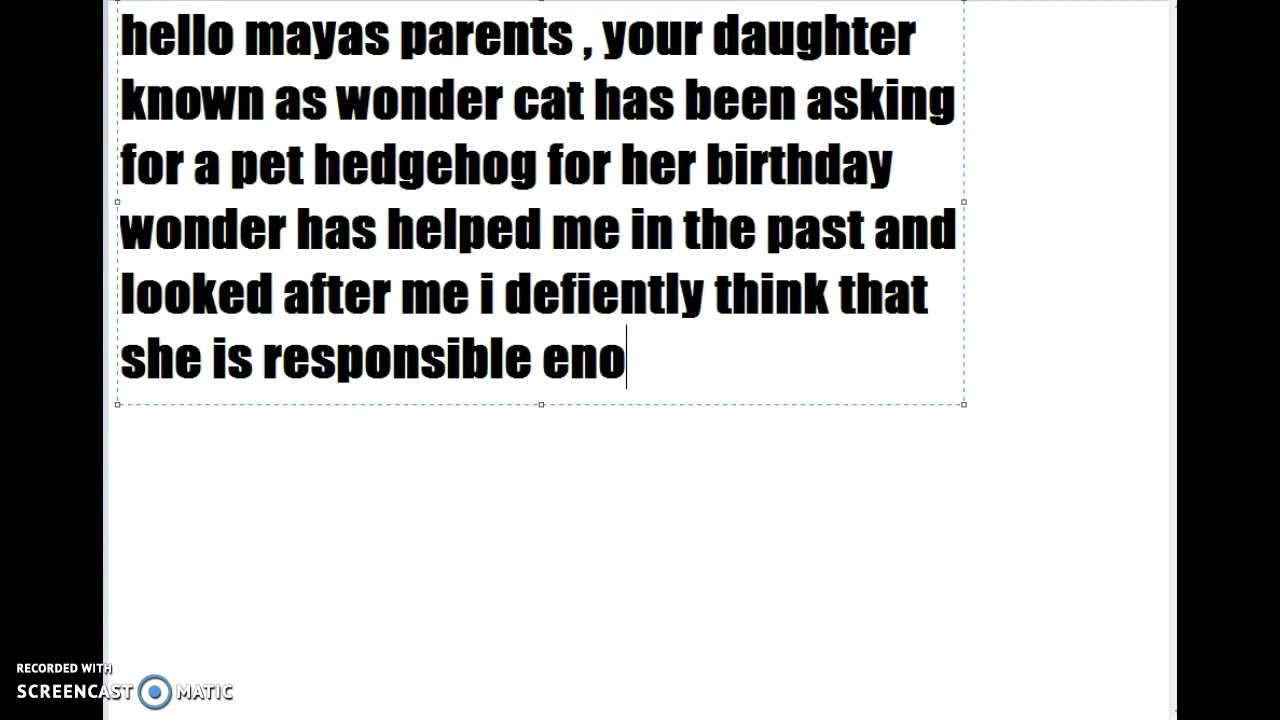 hello mayas parents , your daughter
known as wonder cat has been asking
for a pet hedgehog for her birthday
wonder has helped me in the past and
looked after me i defiently think that
she is responsible eno
RECORDED WITH
SCREENCAST MATIC